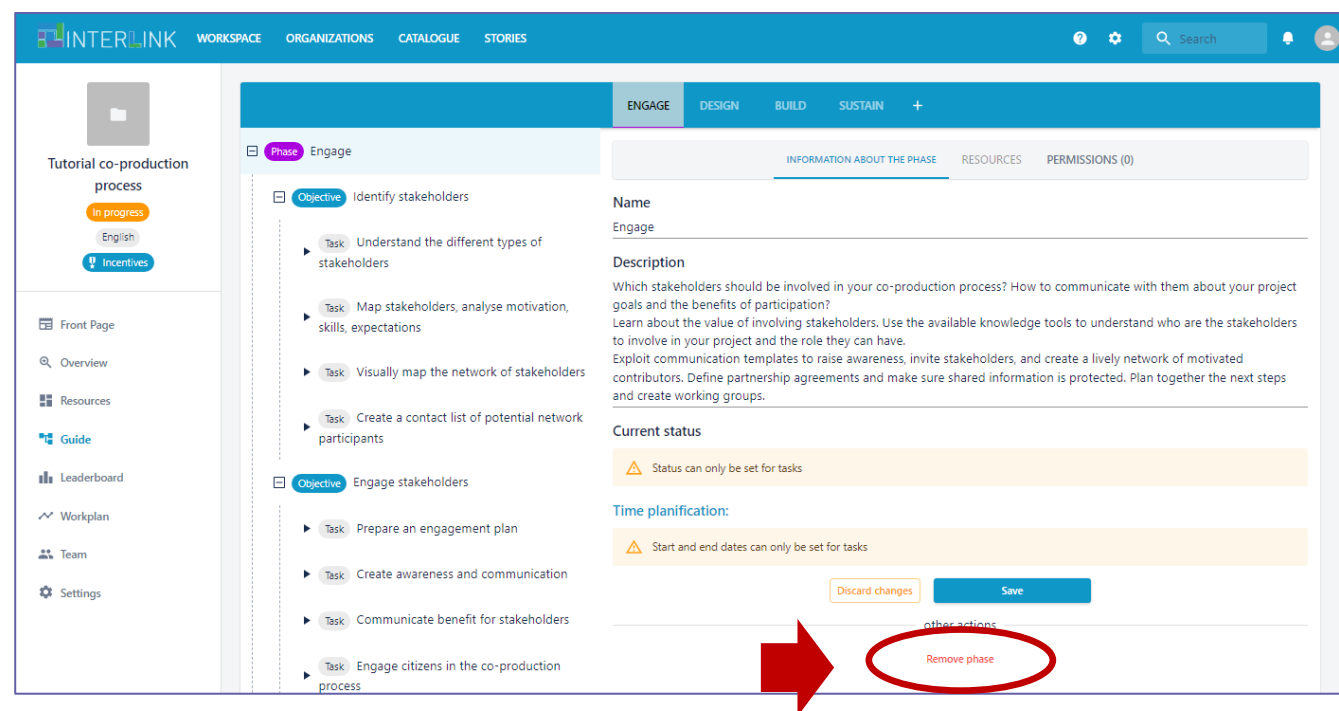 INTERLINK WORKSPACE ORGANIZATIONS CATALOGUE STORIES Search
Tutorial co-production
process
In progress
English
Incentives
Front Page
Overview
Resources
Guide
Leaderboard
Workplan
Team
Settings
Phase Engage
Objective Identify stakeholders
Task Understand the different types of
stakeholders
Task Map stakeholders, analyse motivation,
skills, expectations
Task Visually map the network of stakeholders
Task Create a contact list of potential network
participants
Objective Engage stakeholders
Task Prepare an engagement plan
Task Create awareness and communication
Task Communicate benefit for stakeholders
Task Engage citizens in the co-production
process
ENGAGE DESIGN BUILD SUSTAIN +
INFORMATION ABOUT THE PHASE RESOURCES PERMISSIONS (0)
Name
Engage
Description
Which stakeholders should be involved in your co-production process? How to communicate with them about your project
goals and the benefits of participation?
Learn about the value of involving stakeholders. Use the available knowledge tools to understand who are the stakeholders
to involve in your project and the role they can have.
Exploit communication templates to raise awareness, invite stakeholders, and create a lively network of motivated
contributors. Define partnership agreements and make sure shared information is protected. Plan together the next steps
and create working groups.
Current status
Status can only be set for tasks
Time planification:
Start and end dates can only be set for tasks
Discard changes Save
other actions
Remove phase